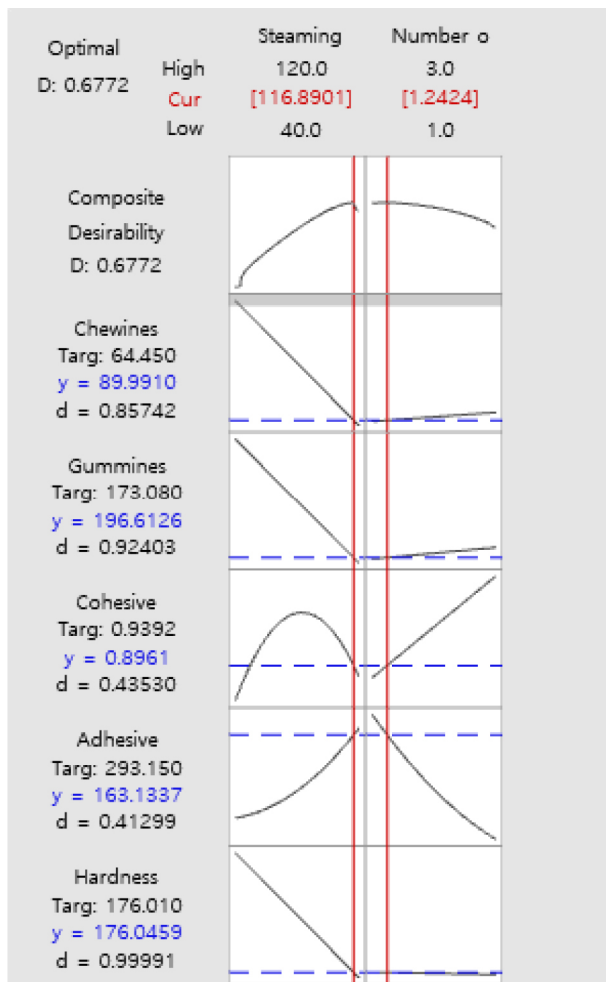 Optimal
D: 0.6772
High
Cur
Low
Steaming
120.0
[116.8901]
40.0
Number o
3.0
[1.2424]
1.0
Composite
Desirability
D: 0.6772
Chewines
Targ: 64.450
y = 89.9910
d = 0.85742
Gummines
Targ: 173.080
y = 196.6126
d = 0.92403
Cohesive
Targ: 0.9392
y = 0.8961
d = 0.43530
Adhesive
Targ: 293.150
y = 163.1337
d = 0.41299
Hardness
Targ: 176.010
y = 176.0459
d = 0.99991